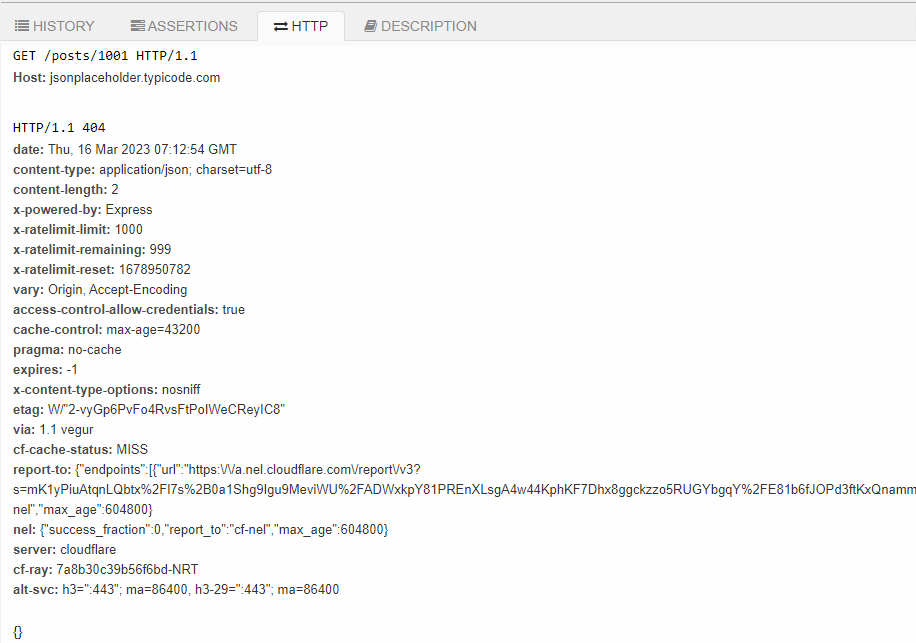 HISTORY ASSERTIONS HTTP DESCRIPTION
GET /posts/1001 HTTP/1.1
Host: jsonplaceholder.typicode.com
HTTP/1.1 404
date: Thu, 16 Mar 2023 07:12:54 GMT
content-type: application/json; charset=utf-8
content-length: 2
x-powered-by: Express
x-ratelimit-limit: 1000
x-ratelimit-remaining: 999
x-ratelimit-reset: 1678950782
vary: Origin, Accept-Encoding
access-control-allow-credentials: true
cache-control: max-age=43200
pragma: no-cache
expires: -1
x-content-type-options: nosniff
etag: W/"2-vyGp6PvFo4RvsFtPoIWeCReyIC8"
via: 1.1 vegur
cf-cache-status: MISS
report-to: {"endpoints":[{"url":"https:\/\/a.nel.cloudflare.com\/report\/v3?
s=mK1yPiuAtqnLQbtx%2FI7s%2B0a1Shg9Igu9MeviWU%2FADWxkpY81PREnXLsgA4w44KphKF7Dhx8ggckzzo5RUGYbgqY%2FE81b6fJOPd3ftKxQnamm
nel","max_age":604800}
nel: {"success_fraction":0,"report_to":"cf-nel","max_age":604800}
server: cloudflare
cf-ray: 7a8b30c39b56f6bd-NRT
alt-svc: h3=":443"; ma=86400, h3-29=":443"; ma=86400
{}